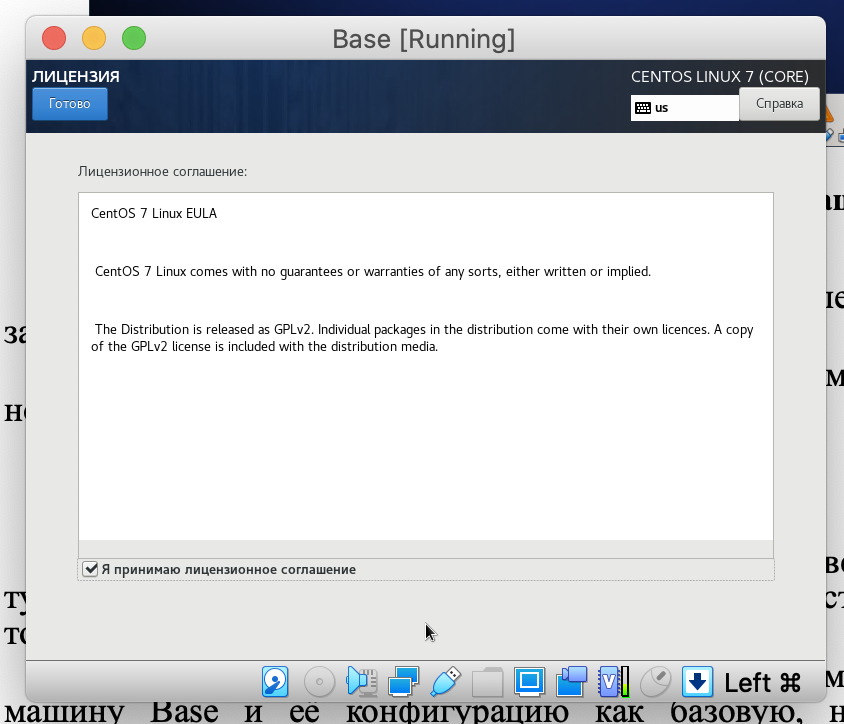 Base [Running]
ЛИЦЕНЗИЯ
CENTOS LINUX 7 (CORE)
Готово
us
Справка
Лицензионное соглашение:
CentOS 7 Linux EULA
CentOS 7 Linux comes with no guarantees or warranties of any sorts, either written or implied.
The Distribution is released as GPLv2. Individual packages in the distribution come with their own licences. A copy
of the GPLv2 license is included with the distribution media.
Я принимаю лицензионное соглашение
Left ⌘
машину Base и её конфигурацию как базовую,